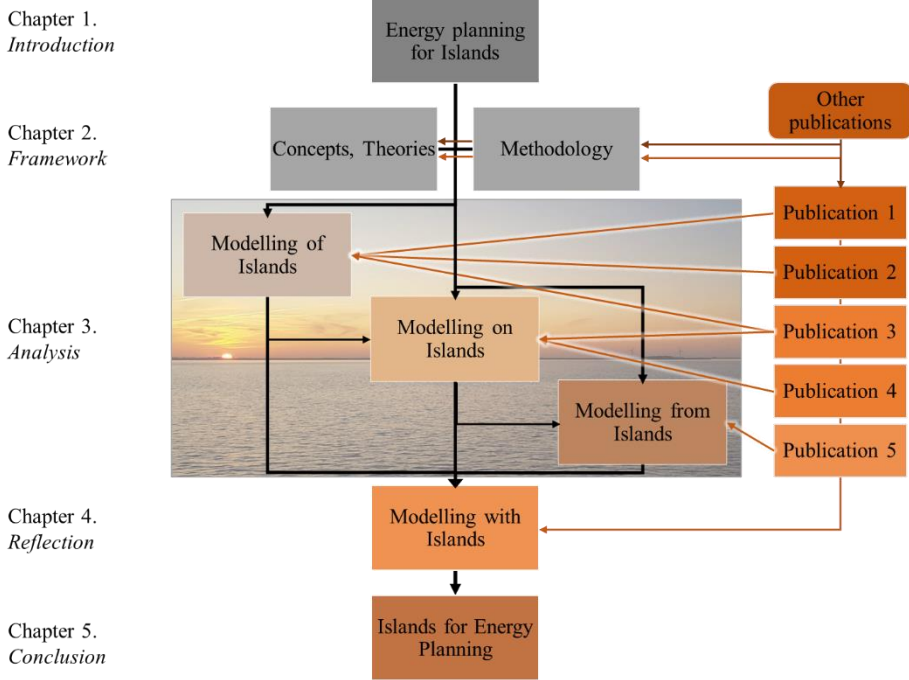 Chapter 1.
Introduction
Energy planning
for Islands
Other
publications
Chapter 2.
Framework
Concepts, Theories
Methodology
Publication 1
Modelling of
Islands
Publication 2
Chapter 3.
Analysis
Modelling on
Islands
Publication 3
Publication 4
Modelling from
Islands
Publication 5
Chapter 4.
Reflection
Modelling with
Islands
Chapter 5.
Conclusion
Islands for Energy
Planning